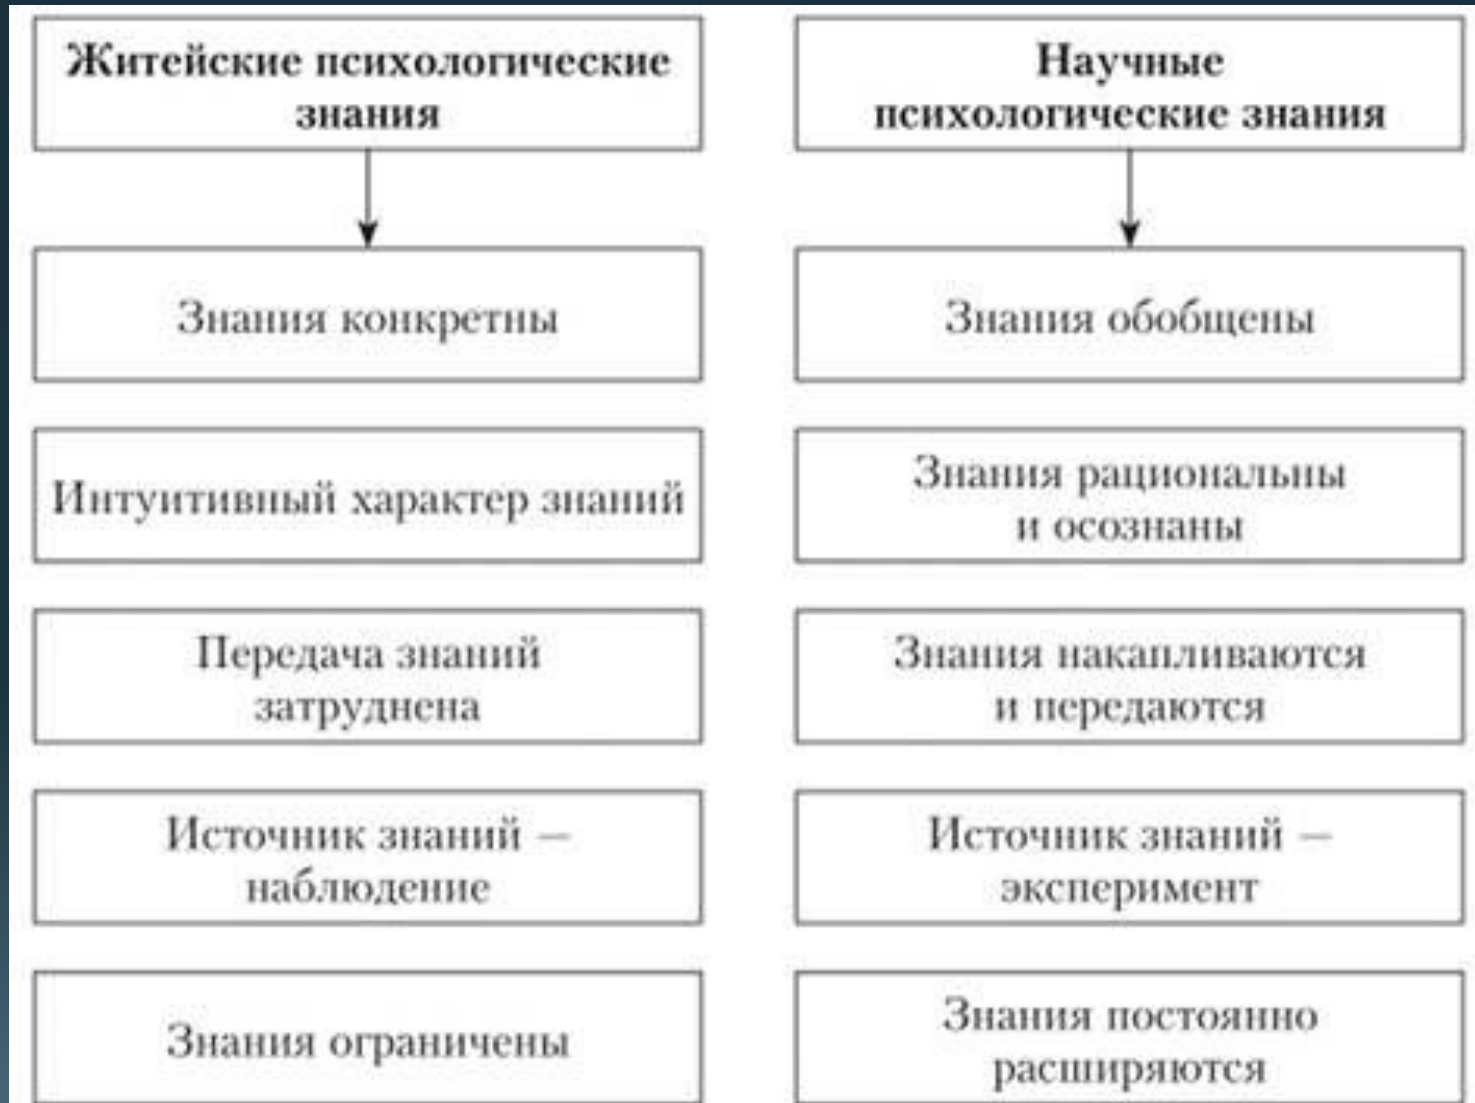 Житейские психологические
знания
Знания конкретны
Интуитивный характер знаний
Передача знаний
затруднена
Источник знаний —
наблюдение
Знания ограничены
Научные
психологические знания
Знания обобщены
Знания рациональны
и осознаны
Знания накапливаются
и передаются
Источник знаний —
эксперимент
Знания постоянно
расширяются